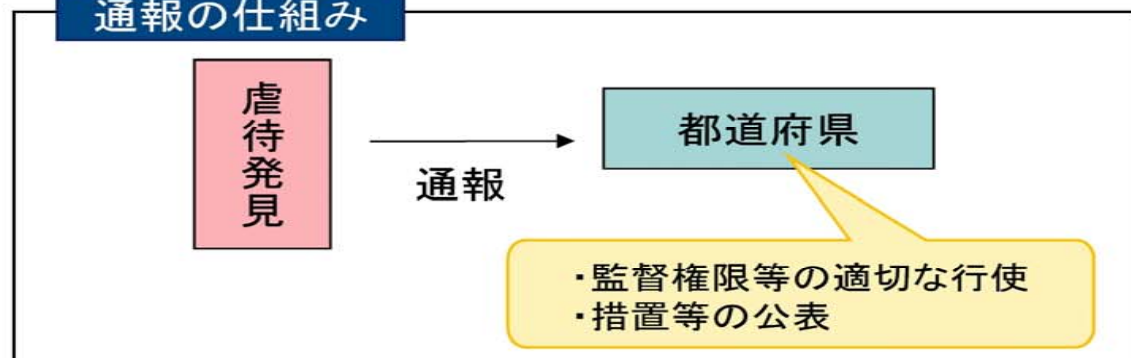 通報の仕組み
虐待発見
通報
都道府県
・監督権限等の適切な行使
・措置等の公表